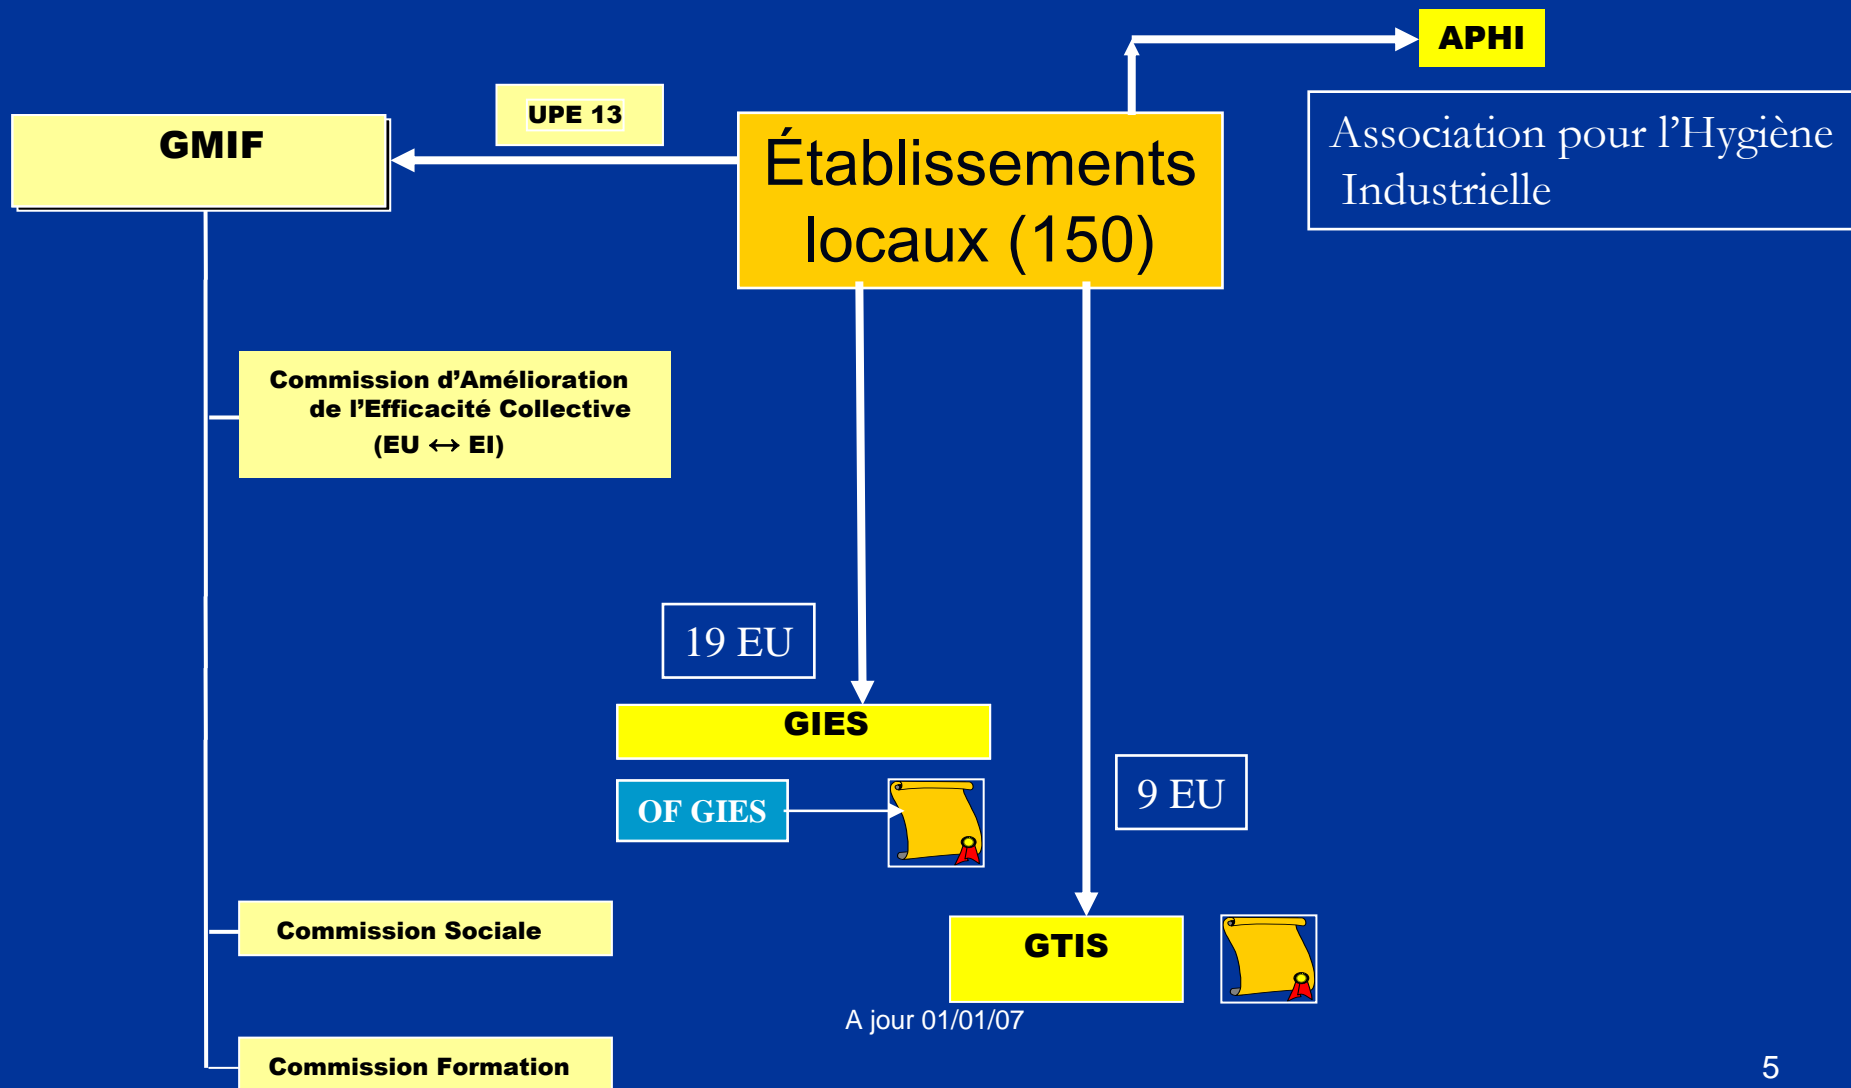 APHI
UPE 13
GMIF
Établissements
locaux (150)
Association pour l’Hygiène
Industrielle
Commission d’Amélioration
de l’Efficacité Collective
(EU ↔ EI)
19 EU
GIES
OF GIES
9 EU
Commission Sociale
GTIS
A jour 01/01/07
Commission Formation
5